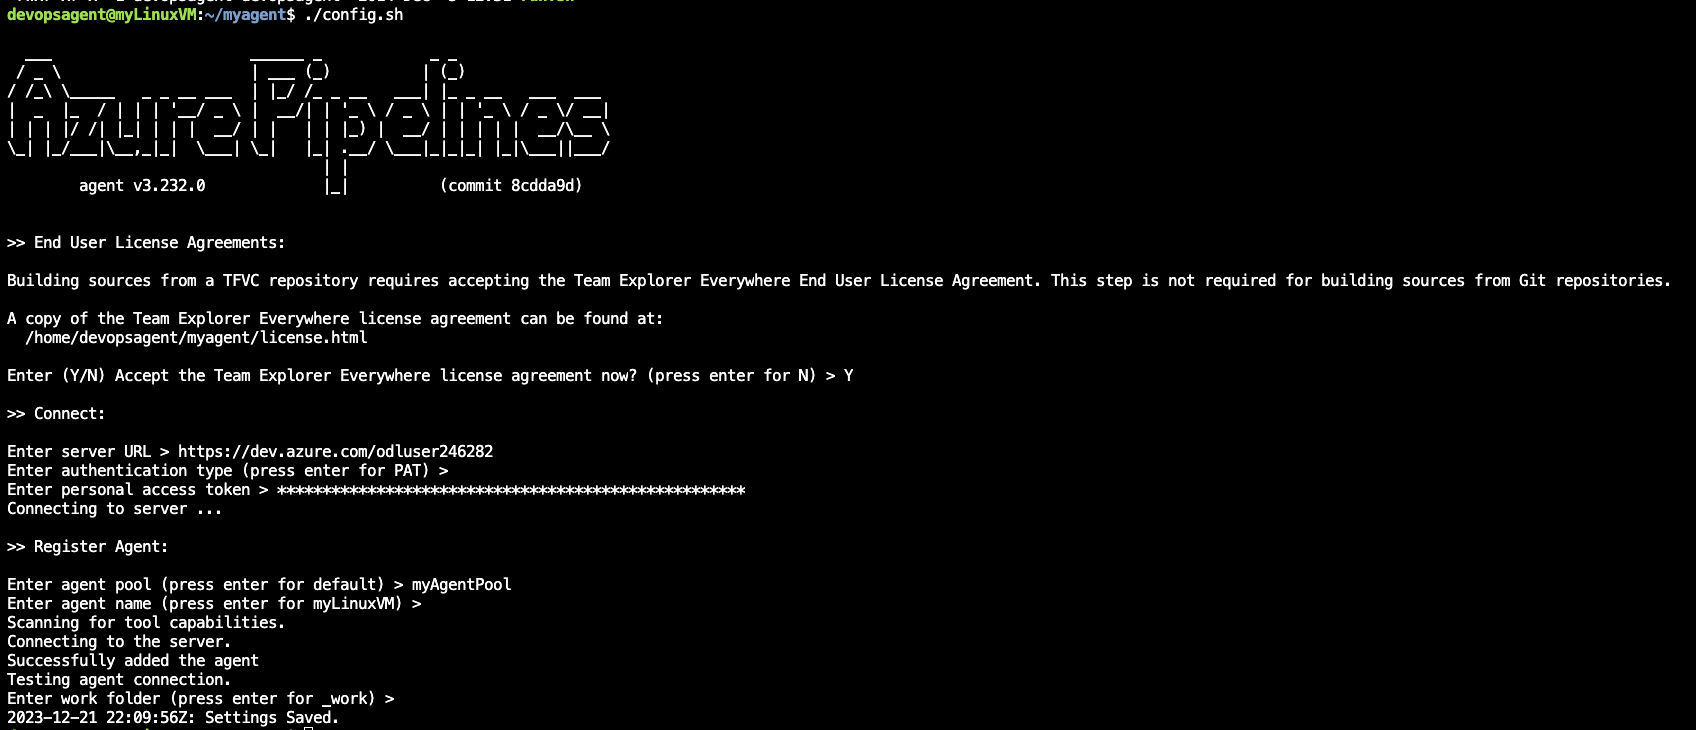 devopsagent@myLinuxVM:~/myagent$ ./config.sh
Azure Pipelines
agent v3.232.0 (commit 8cdda9d)
>> End User License Agreements:
Building sources from a TFVC repository requires accepting the Team Explorer Everywhere End User License Agreement. This step is not required for building sources from Git repositories.
A copy of the Team Explorer Everywhere license agreement can be found at:
/home/devopsagent/myagent/license.html
Enter (Y/N) Accept the Team Explorer Everywhere license agreement now? (press enter for N) > Y
>> Connect:
Enter server URL > https://dev.azure.com/odluser246282
Enter authentication type (press enter for PAT) >
Enter personal access token > ****************************************************
Connecting to server ...
>> Register Agent:
Enter agent pool (press enter for default) > myAgentPool
Enter agent name (press enter for myLinuxVM) >
Scanning for tool capabilities.
Connecting to the server.
Successfully added the agent
Testing agent connection.
Enter work folder (press enter for _work) >
2023-12-21 22:09:56Z: Settings Saved.